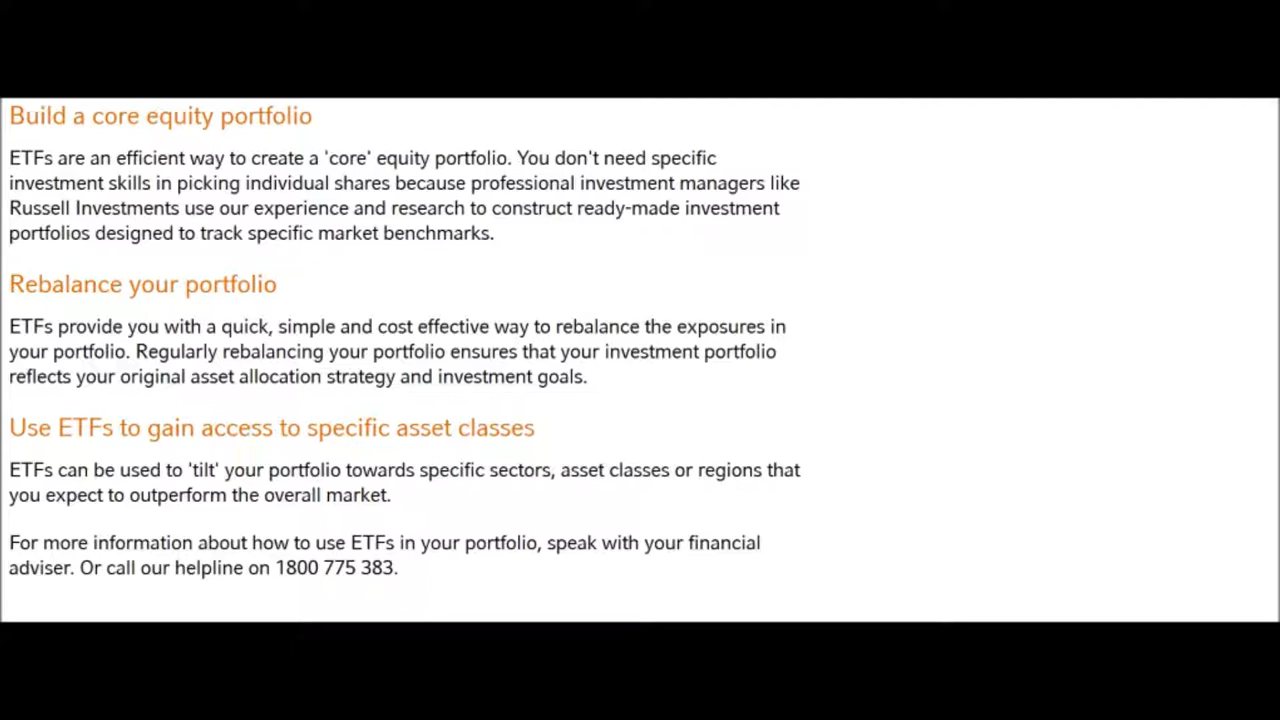 Build a core equity portfolio
ETFs are an efficient way to create a 'core' equity portfolio. You don't need specific
investment skills in picking individual shares because professional investment managers like
Russell Investments use our experience and research to construct ready-made investment
portfolios designed to track specific market benchmarks.
Rebalance your portfolio
ETFs provide you with a quick, simple and cost effective way to rebalance the exposures in
your portfolio. Regularly rebalancing your portfolio ensures that your investment portfolio
reflects your original asset allocation strategy and investment goals.
Use ETFs to gain access to specific asset classes
ETFs can be used to 'tilt' your portfolio towards specific sectors, asset classes or regions that
you expect to outperform the overall market.
For more information about how to use ETFs in your portfolio, speak with your financial
adviser. Or call our helpline on 1800 775 383.